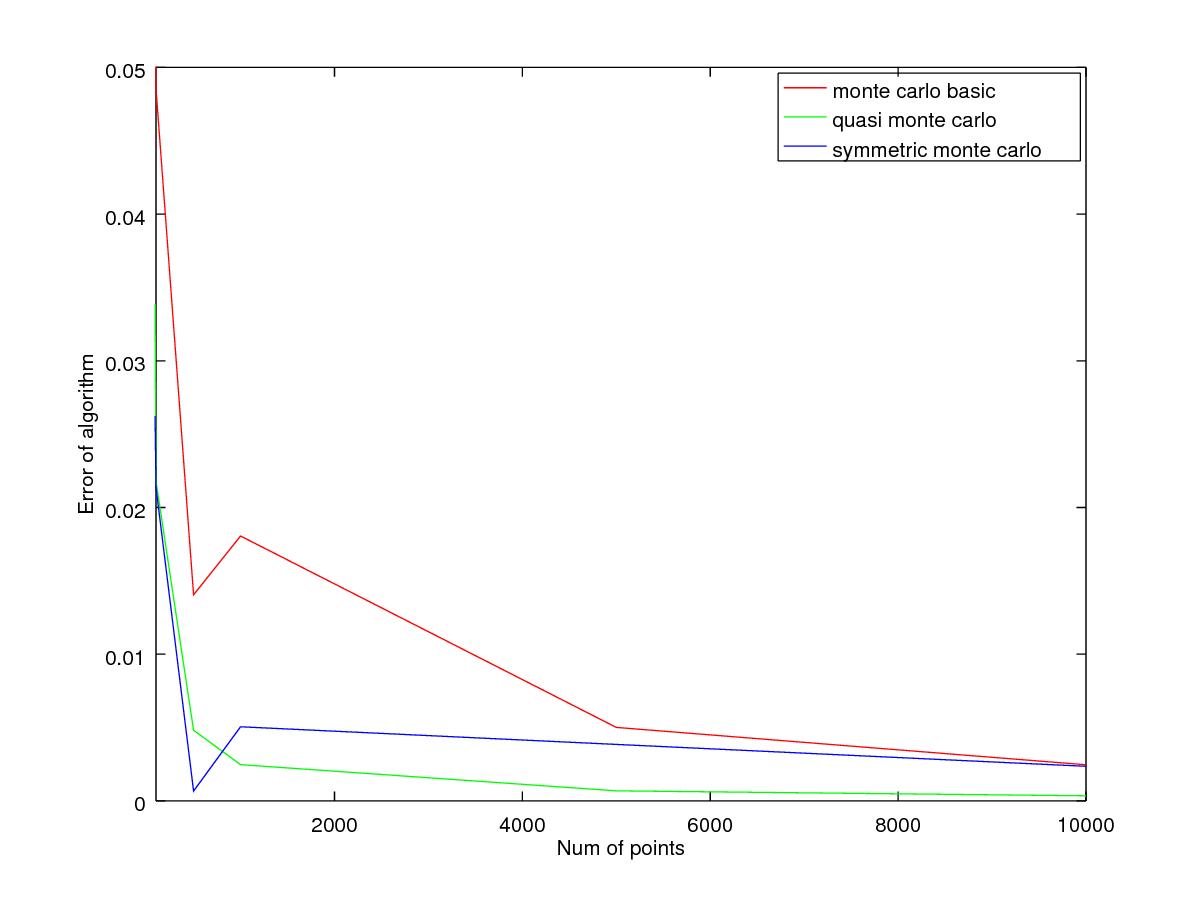 0.05
0.04
0.03
0.02
0.01
0
Error of algorithm
monte carlo basic
quasi monte carlo
symmetric monte carlo
2000 4000 6000 8000 10000
Num of points